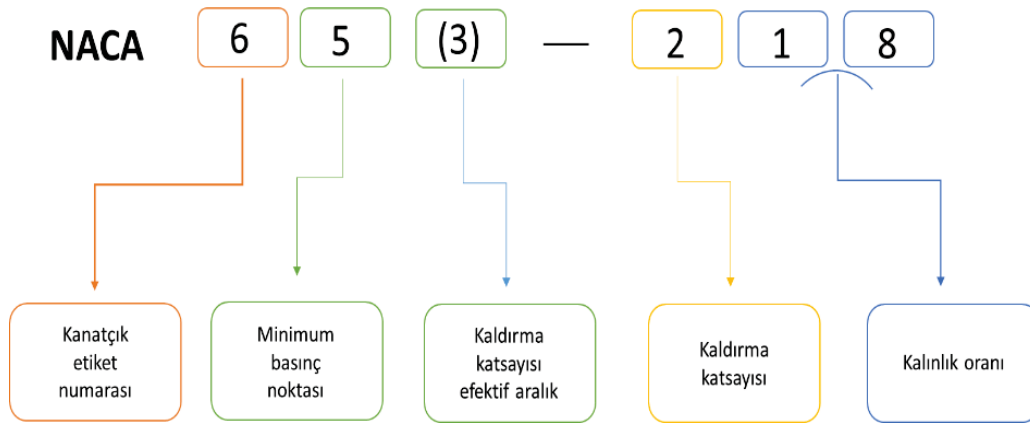 NACA 6 5 (3) — 2 1 8
Kanatçık
etiket
numarası
Minimum
basınç
noktası
Kaldırma
katsayısı
efektif aralık
Kaldırma
katsayısı
Kalınlık oranı